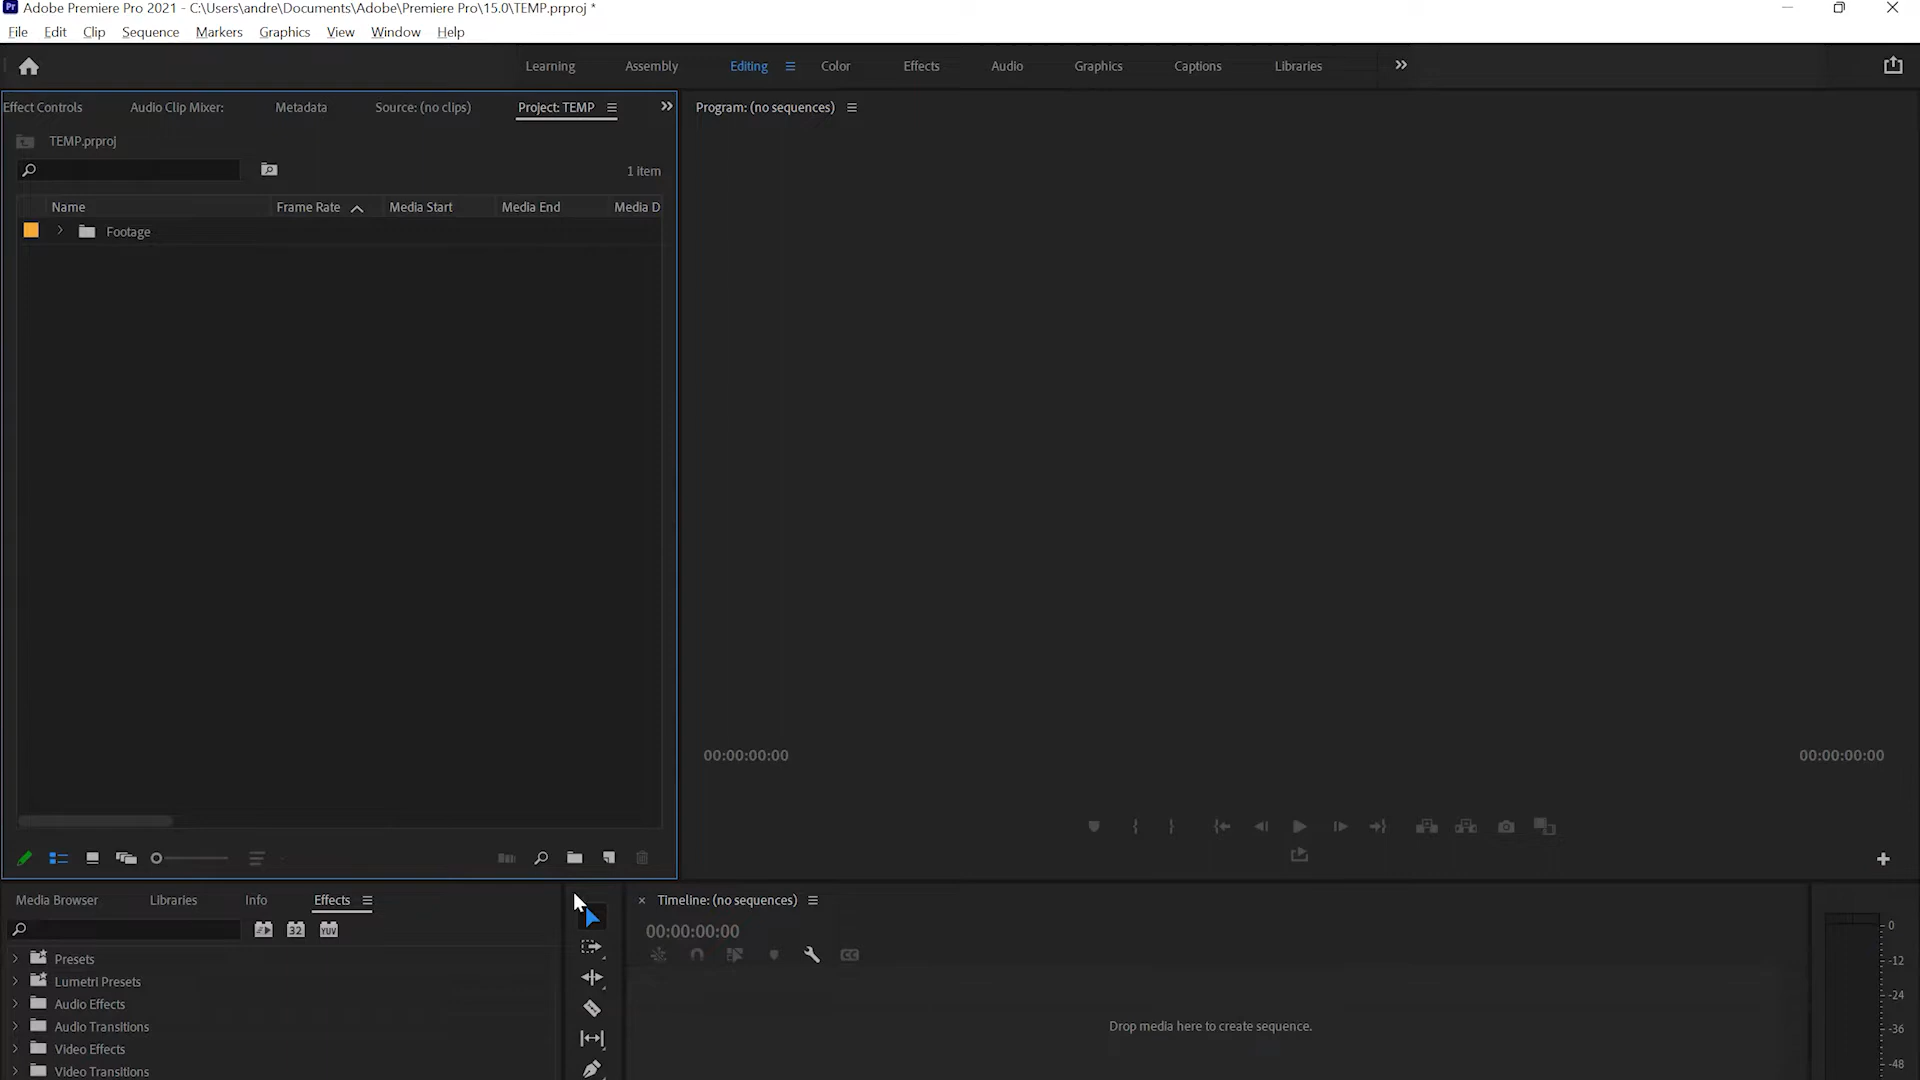 Adobe Premiere Pro 2021 - C:\Users\andre\Documents\Adobe\Premiere Pro\15.0\TEMP.prproj *
File Edit Clip Sequence Markers Graphics View Window Help
Learning Assembly Editing Color Effects Audio Graphics Captions Libraries
Effect Controls Audio Clip Mixer: Metadata Source: (no clips) Project: TEMP
Program: (no sequences)
TEMP.prproj
1 item
Name Frame Rate Media Start Media End Media D
Footage
00:00:00:00 00:00:00:00
Media Browser Libraries Info Effects
32 YUV
Presets
Lumetri Presets
Audio Effects
Audio Transitions
Video Effects
Video Transitions
Timeline: (no sequences)
00:00:00:00
CC
Drop media here to create sequence.
0
-12
-24
-36
-48